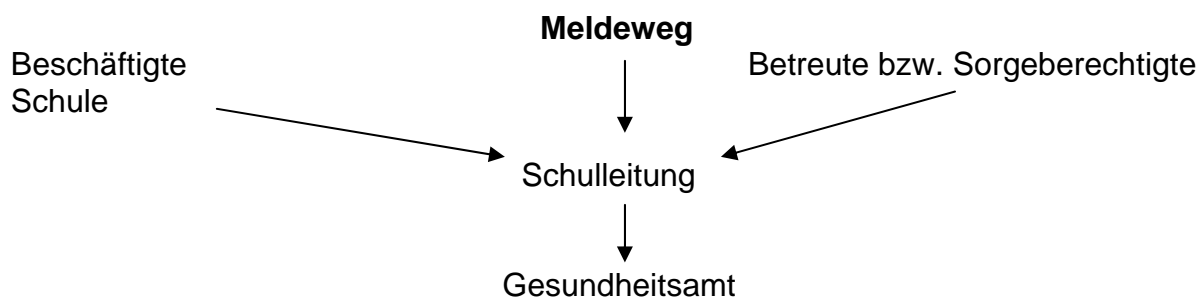 Meldeweg
Beschäftigte
Schule
Betreute bzw. Sorgeberechtigte
Schulleitung
Gesundheitsamt